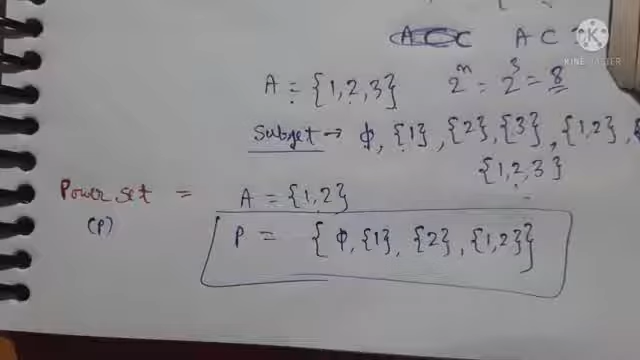 A ⊂ C A ⊂
KINEMASTER
A = {1,2,3} 2ⁿ = 2³ = 8
Subset → ϕ, {1}, {2}, {3}, {1,2}, {
{1,2,3}
Power set = A = {1,2}
(P) P = { ϕ, {1}, {2}, {1,2}}